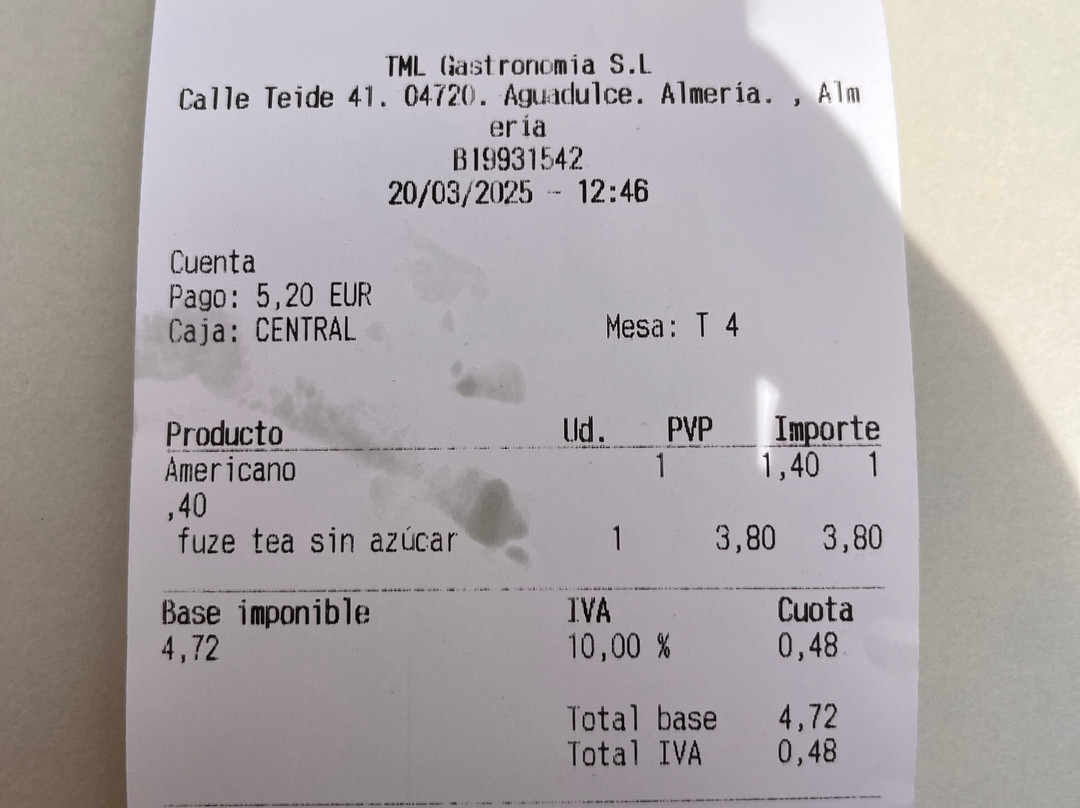 TML Gastronomia S.L
Calle Teide 41. 04720. Aguadulce. Almería. , Alm
ería
B19931542
20/03/2025 - 12:46
Cuenta
Pago: 5,20 EUR
Caja: CENTRAL Mesa: T 4
Producto Ud. PVP Importe
Americano 1 1,40 1
,40
fuze tea sin azúcar 1 3,80 3,80
Base imponible IVA Cuota
4,72 10,00 % 0,48
Total base 4,72
Total IVA 0,48